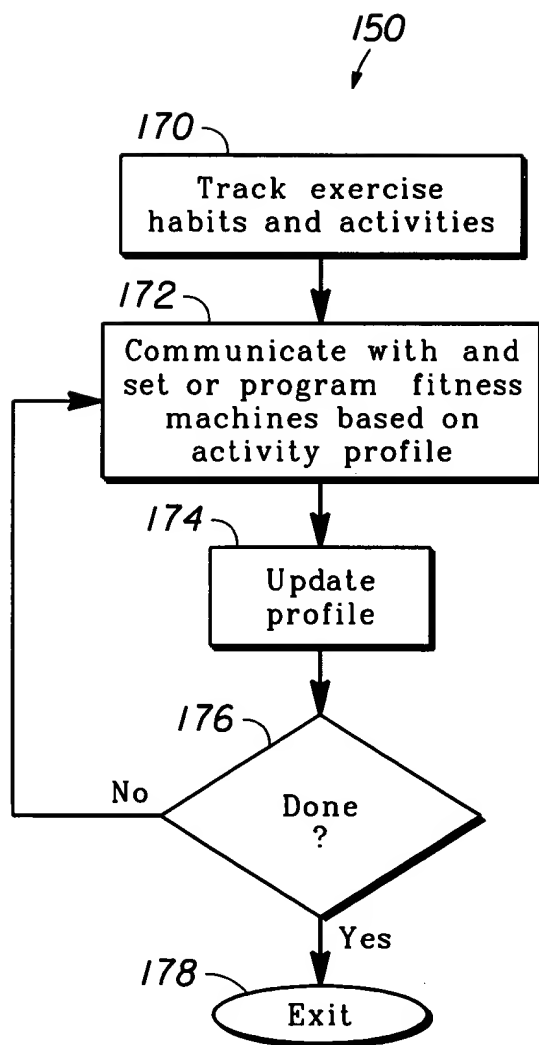 150
170
Track exercise
habits and activities
172
Communicate with and
set or program fitness
machines based on
activity profile
174
Update
profile
176
No
Done
?
Yes
178
Exit